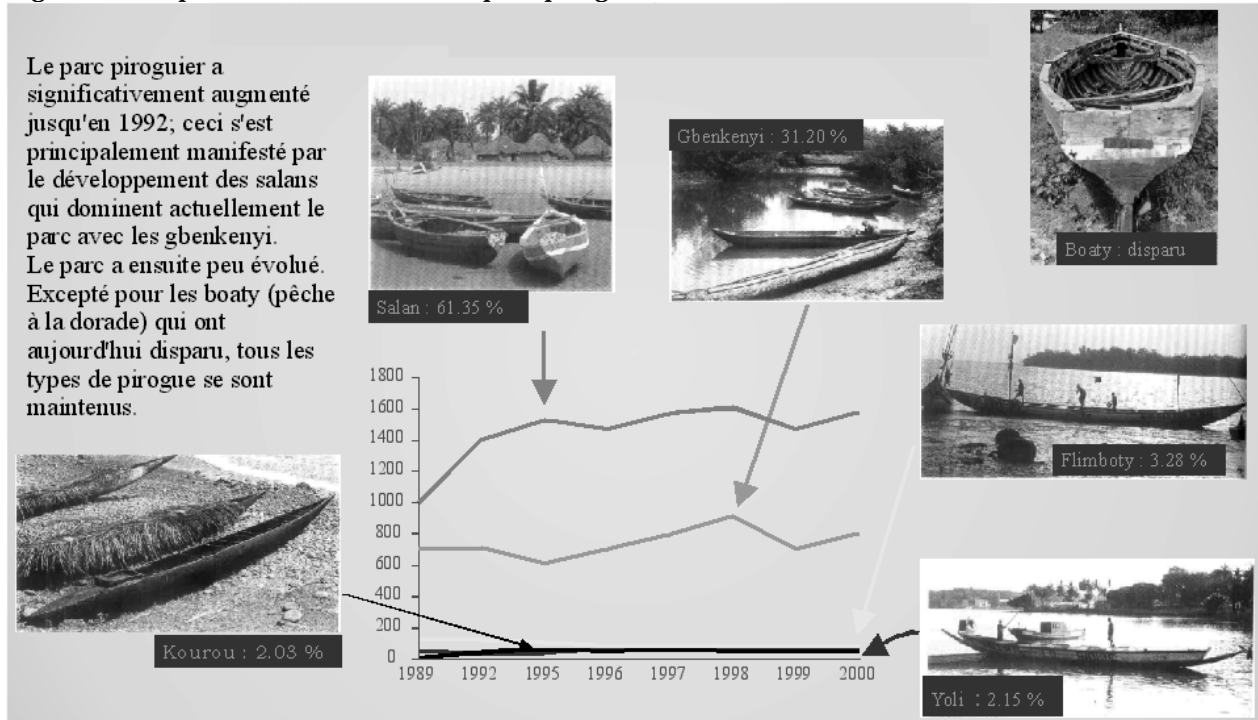 Le parc piroguier a
significativement augmenté
jusqu'en 1992; ceci s'est
principalement manifesté par
le développement des salans
qui dominent actuellement le
parc avec les gbenkenyi.
Le parc a ensuite peu évolué.
Excepté pour les boaty (pêche
à la dorade) qui ont
aujourd'hui disparu, tous les
types de pirogue se sont
maintenus.
Salan : 61.35 %
Gbenkenyi : 31.20 %
Boaty : disparu
Flimboty : 3.28 %
Kourou : 2.03 %
Yoli : 2.15 %
1800
1600
1400
1200
1000
800
600
400
200
0
1989 1992 1995 1996 1997 1998 1999 2000